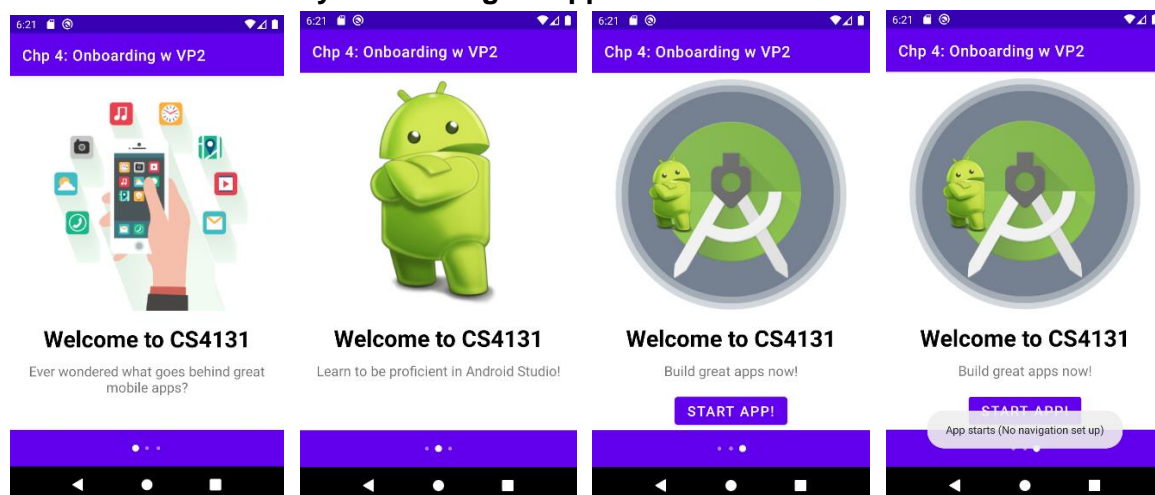 6:21
Chp 4: Onboarding w VP2
Welcome to CS4131
Ever wondered what goes behind great
mobile apps?
6:21
Chp 4: Onboarding w VP2
Welcome to CS4131
Learn to be proficient in Android Studio!
6:21
Chp 4: Onboarding w VP2
Welcome to CS4131
Build great apps now!
START APP!
6:21
Chp 4: Onboarding w VP2
Welcome to CS4131
Build great apps now!
START APP!
App starts (No navigation set up)